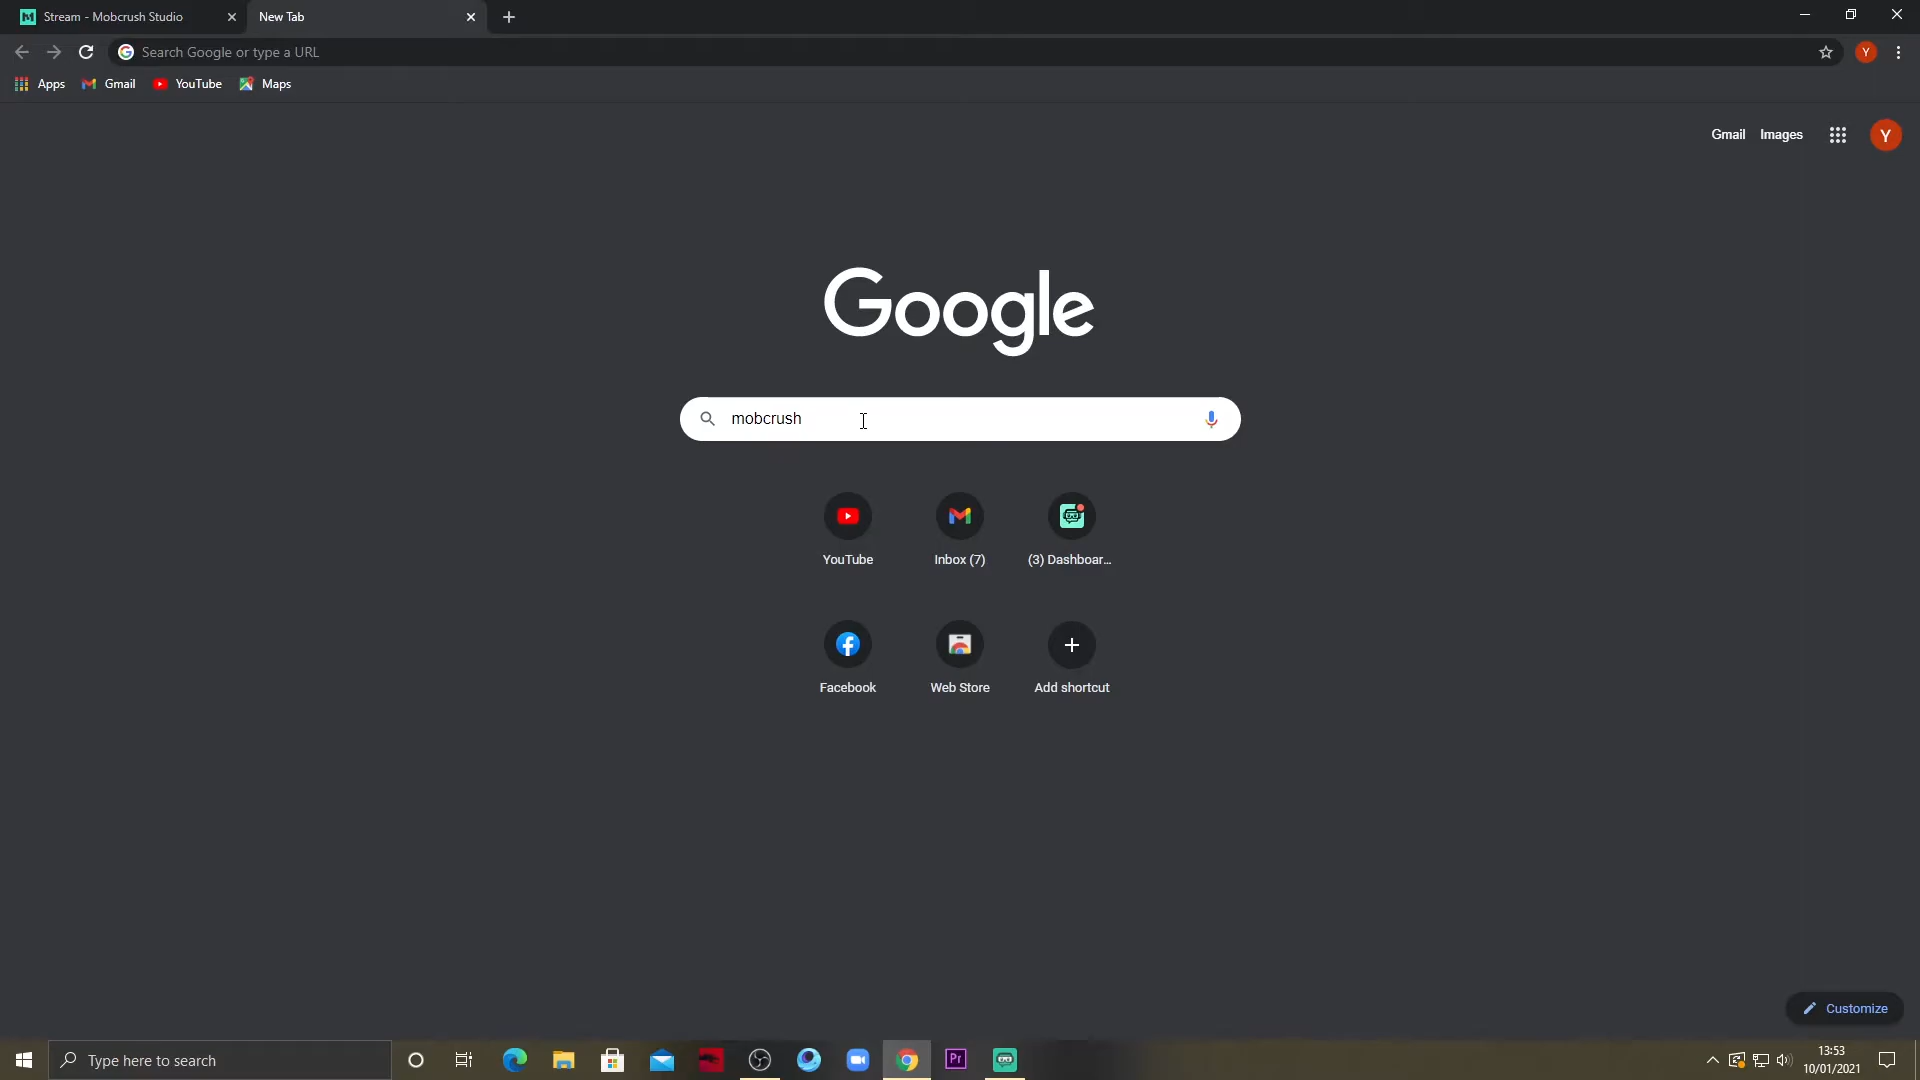 Stream - Mobcrush Studio
New Tab
Search Google or type a URL
Apps
Gmail
YouTube
Maps
Gmail
Images
Y
Google
mobcrush
YouTube
Inbox (7)
(3) Dashboar...
Facebook
Web Store
Add shortcut
Customize
Type here to search
Pr
13:53
10/01/2021